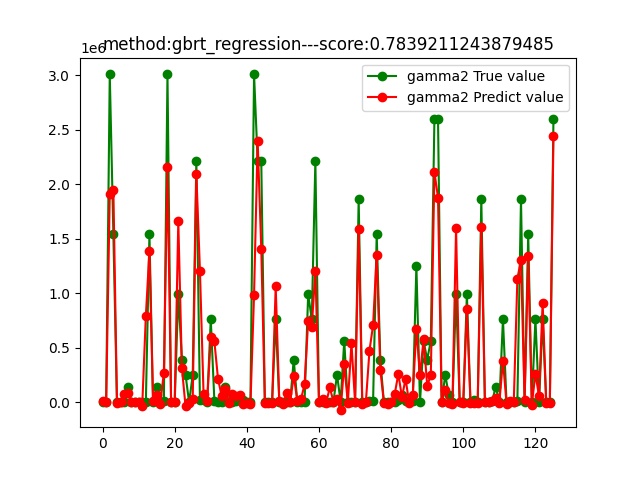 method:gbrt_regression---score:0.7839211243879485
1e6
gamma2 True value
gamma2 Predict value
3.0
2.5
2.0
1.5
1.0
0.5
0.0
0 20 40 60 80 100 120